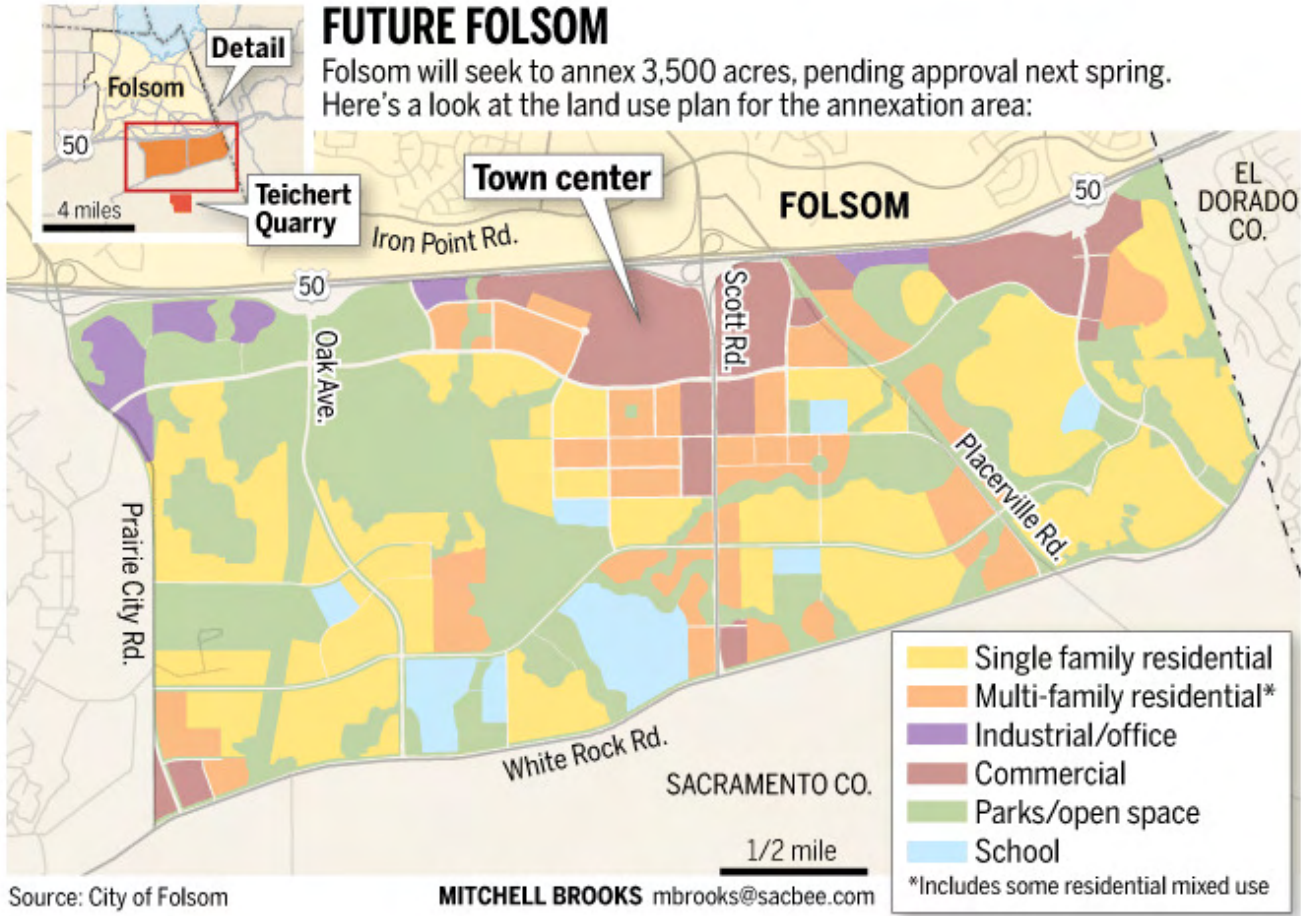 FUTURE FOLSOM
Folsom will seek to annex 3,500 acres, pending approval next spring.
Here's a look at the land use plan for the annexation area:
Detail
Folsom
50
Teichert
Quarry
4 miles
Town center
FOLSOM
50
EL
DORADO
CO.
Iron Point Rd.
50
Oak Ave.
Scott Rd.
Placerville Rd.
Prairie City Rd.
White Rock Rd.
SACRAMENTO CO.
1/2 mile
Single family residential
Multi-family residential*
Industrial/office
Commercial
Parks/open space
School
*Includes some residential mixed use
Source: City of Folsom
MITCHELL BROOKS mbrooks@sacbee.com